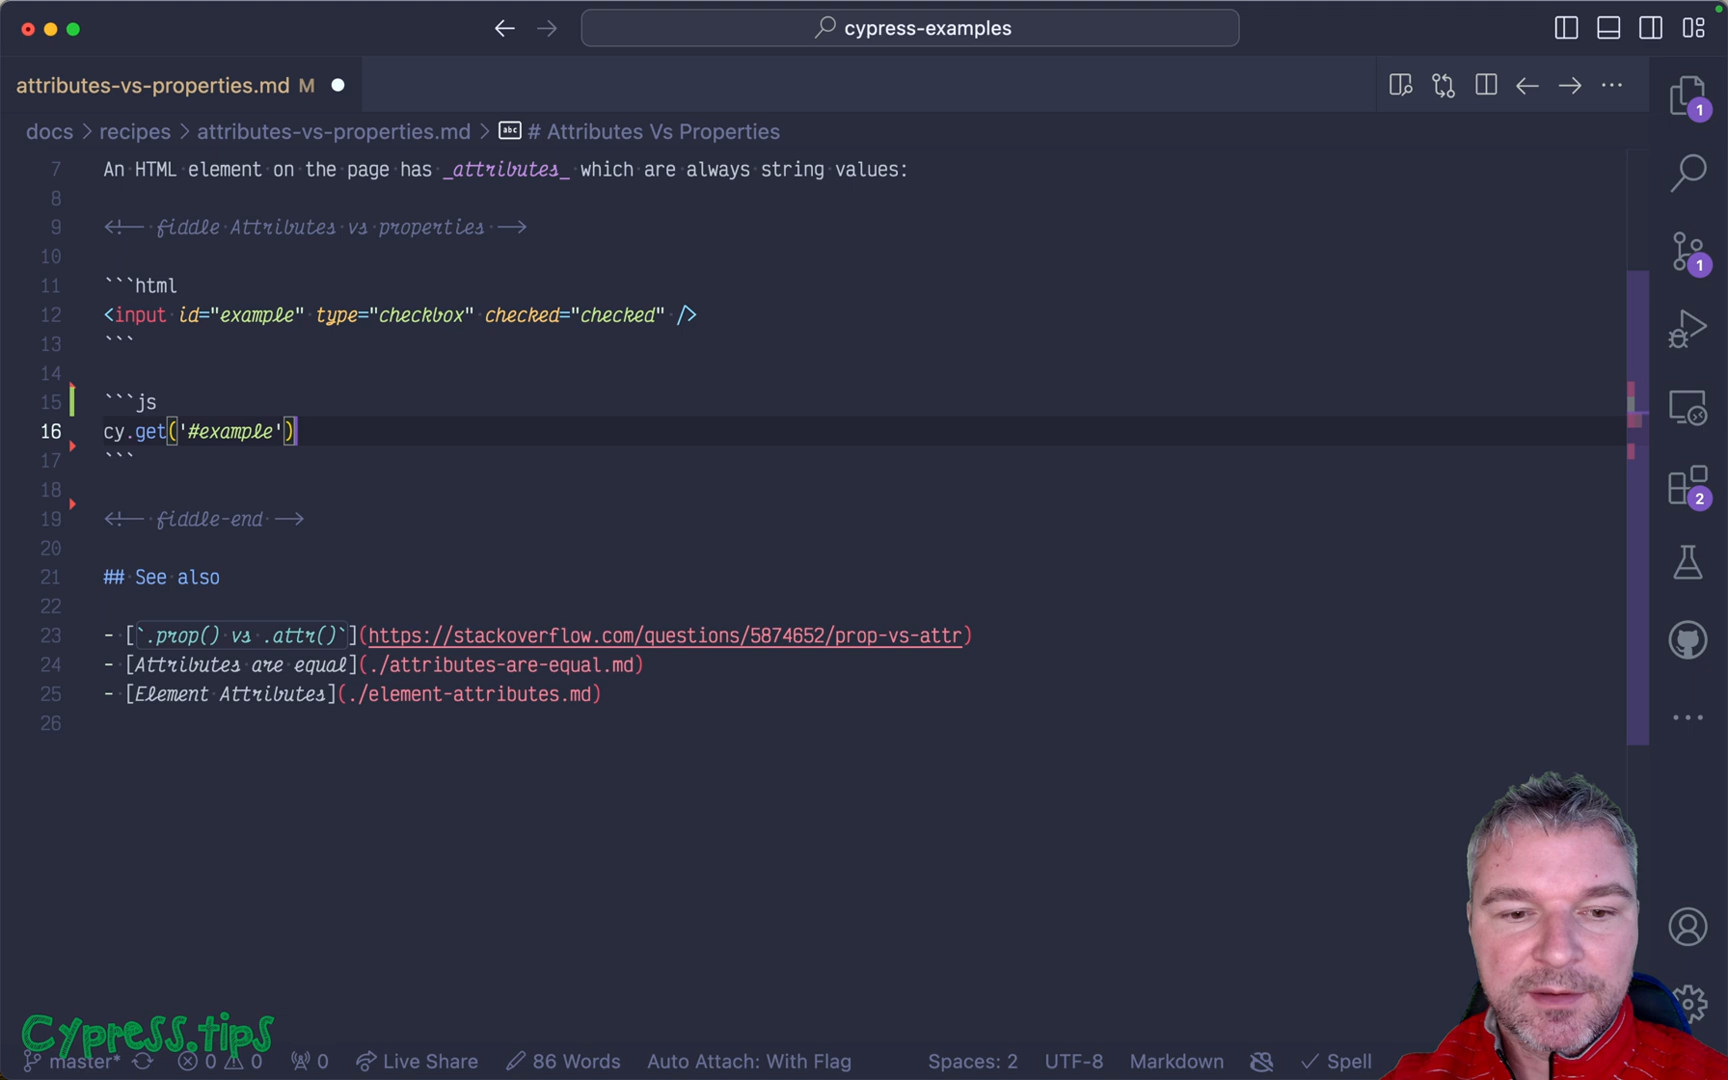 cypress-examples
attributes-vs-properties.md M
docs > recipes > attributes-vs-properties.md > abc # Attributes Vs Properties
7 An HTML element on the page has _attributes_ which are always string values:
8
9 <!-- fiddle Attributes vs properties -->
10
11 ```html
12 <input id="example" type="checkbox" checked="checked" />
13 ```
14
15 ```js
16 cy.get('#example')
17 ```
18
19 <!-- fiddle-end -->
20
21 ## See also
22
23 - [`.prop() vs .attr()`](https://stackoverflow.com/questions/5874652/prop-vs-attr)
24 - [Attributes are equal](./attributes-are-equal.md)
25 - [Element Attributes](./element-attributes.md)
26
1
1
2
Cypress.tips
master* 0 0 0 Live Share 86 Words Auto Attach: With Flag Spaces: 2 UTF-8 Markdown Spell